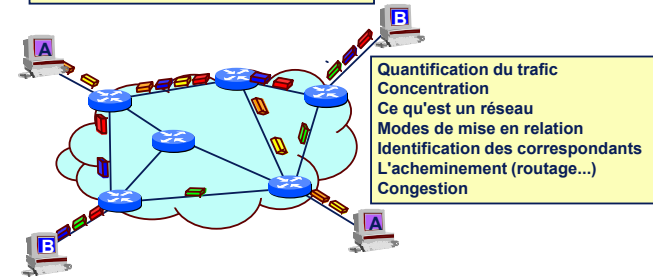 B
A
Quantification du trafic
Concentration
Ce qu'est un réseau
Modes de mise en relation
Identification des correspondants
L'acheminement (routage...)
Congestion
A
B